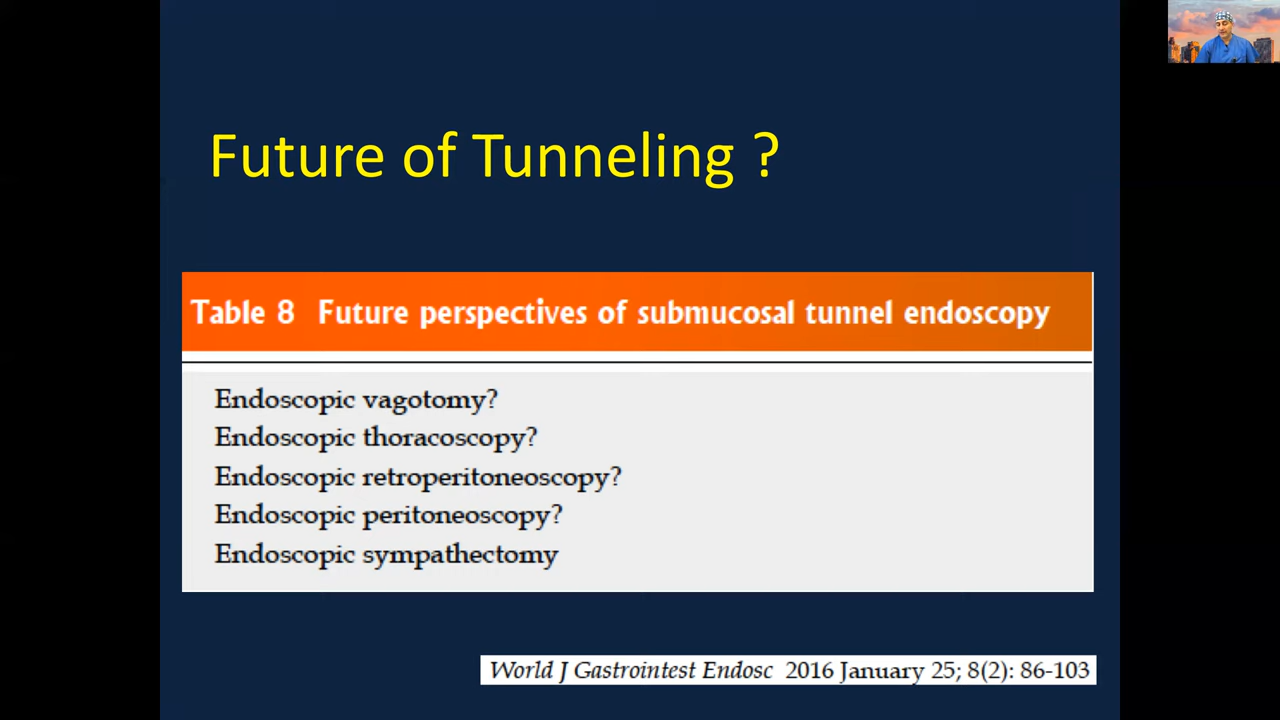 Future of Tunneling ?
Table 8 Future perspectives of submucosal tunnel endoscopy
Endoscopic vagotomy?
Endoscopic thoracoscopy?
Endoscopic retroperitoneoscopy?
Endoscopic peritoneoscopy?
Endoscopic sympathectomy
World J Gastrointest Endosc 2016 January 25; 8(2): 86-103